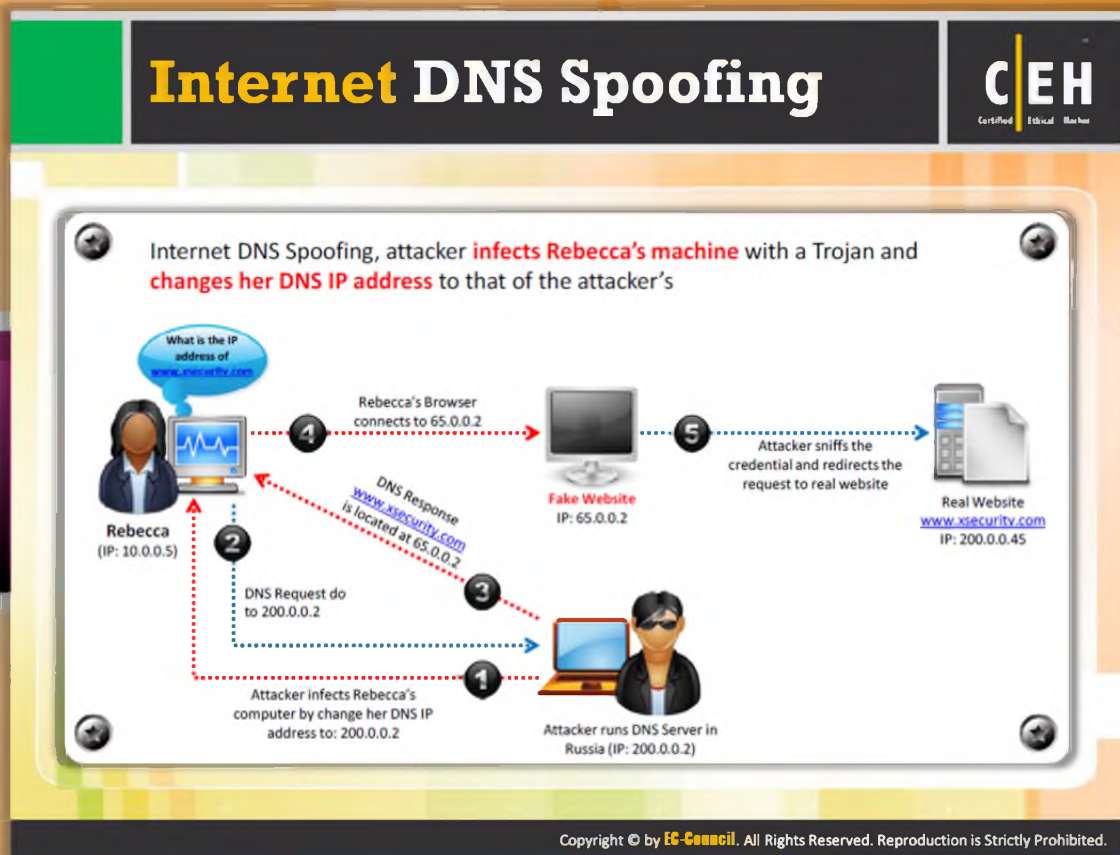 Internet DNS Spoofing
CEH
Certified Ethical Hacker
Internet DNS Spoofing, attacker infects Rebecca's machine with a Trojan and
changes her DNS IP address to that of the attacker's
What is the IP
address of
www.xsecurity.com
Rebecca
(IP: 10.0.0.5)
4
Rebecca's Browser
connects to 65.0.0.2
Fake Website
IP: 65.0.0.2
5
Attacker sniffs the
credential and redirects the
request to real website
Real Website
www.xsecurity.com
IP: 200.0.0.45
DNS Response
www.xsecurity.com
is located at 65.0.0.2
3
2
DNS Request do
to 200.0.0.2
1
Attacker infects Rebecca's
computer by change her DNS IP
address to: 200.0.0.2
Attacker runs DNS Server in
Russia (IP: 200.0.0.2)
Copyright © by EC-Council. All Rights Reserved. Reproduction is Strictly Prohibited.